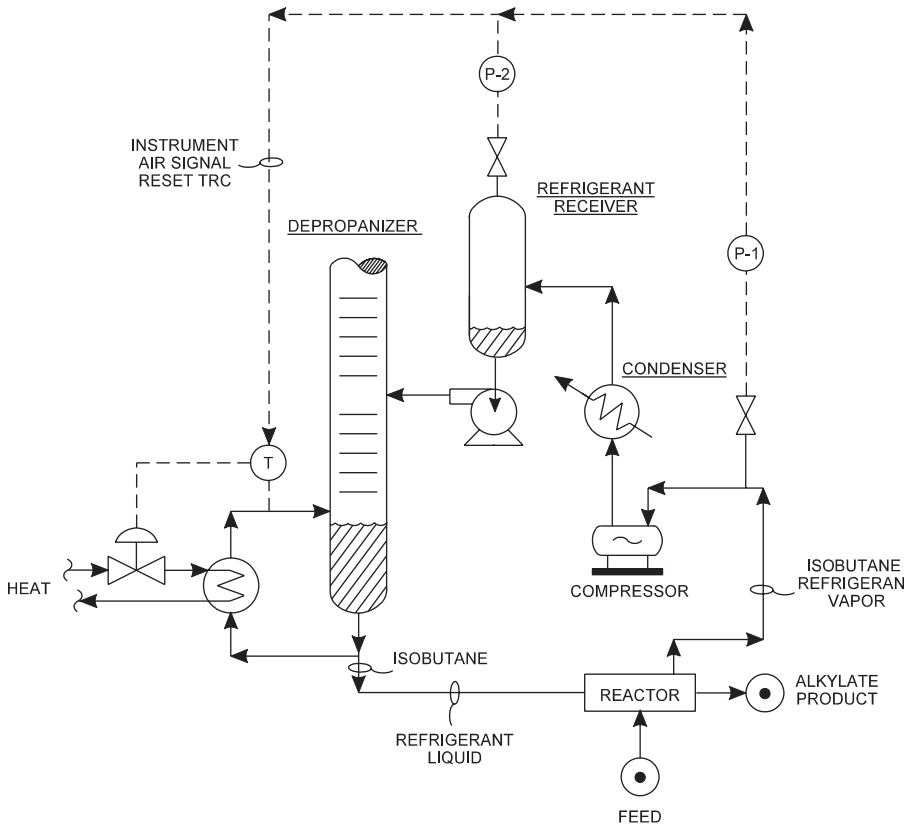 P-2
INSTRUMENT
AIR SIGNAL
RESET TRC
REFRIGERANT
RECEIVER
DEPROPANIZER
P-1
CONDENSER
T
HEAT
COMPRESSOR
ISOBUTANE
REFRIGERAN
VAPOR
ISOBUTANE
REACTOR
ALKYLATE
PRODUCT
REFRIGERANT
LIQUID
FEED